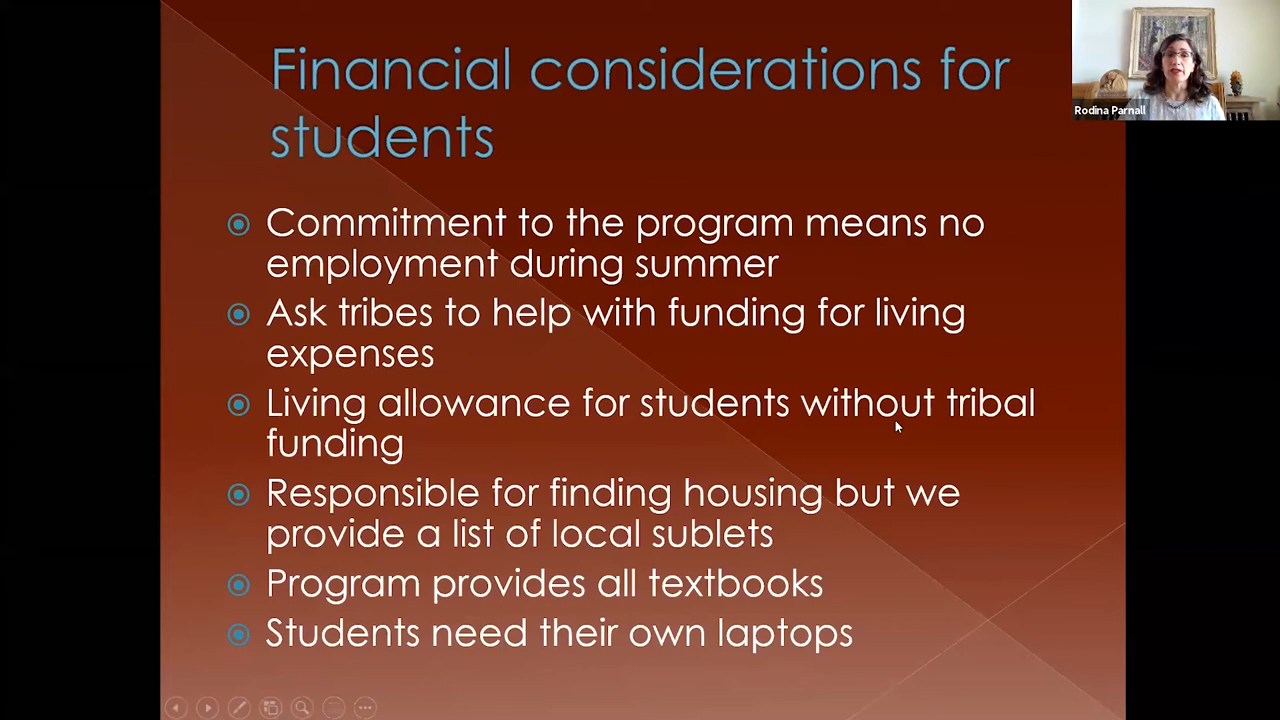 Financial considerations for
students
Rodina Parnall
Commitment to the program means no
employment during summer
Ask tribes to help with funding for living
expenses
Living allowance for students without tribal
funding
Responsible for finding housing but we
provide a list of local sublets
Program provides all textbooks
Students need their own laptops